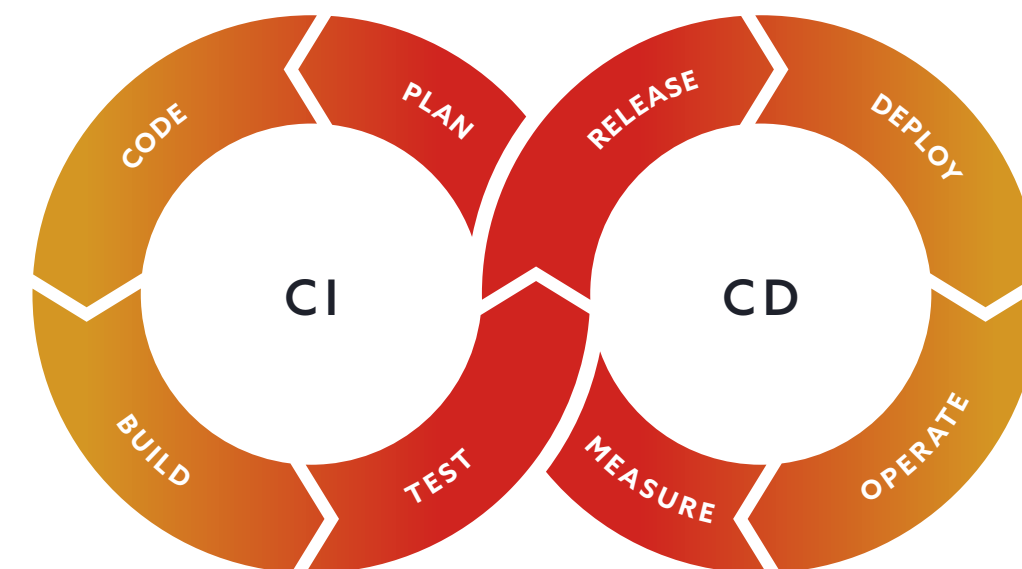 PLAN
CODE
BUILD
TEST
CI
RELEASE
DEPLOY
OPERATE
MEASURE
CD